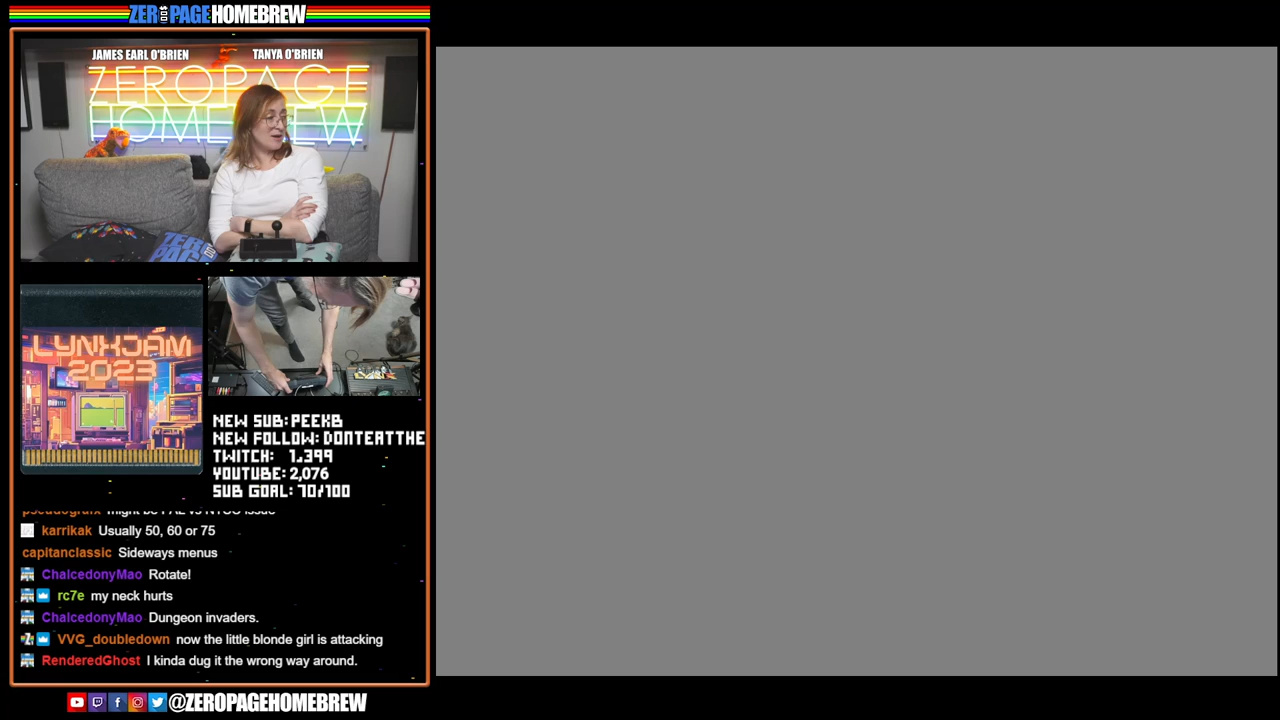 ZEROPAGE HOMEBREW
JAMES EARL O'BRIEN
TANYA O'BRIEN
ZEROPAGE
HOMEBREW
ZERO
PAGE
LYNXJAM
2023
NEW SUB: PEEKB
NEW FOLLOW: DONTEATTHE
TWITCH: 1,399
YOUTUBE: 2,076
SUB GOAL: 70/100
karrikak Usually 50, 60 or 75
capitanclassic Sideways menus
ChalcedonyMao Rotate!
rc7e my neck hurts
ChalcedonyMao Dungeon invaders.
VVG_doubledown now the little blonde girl is attacking
RenderedGhost I kinda dug it the wrong way around.
@ZEROPAGEHOMEBREW